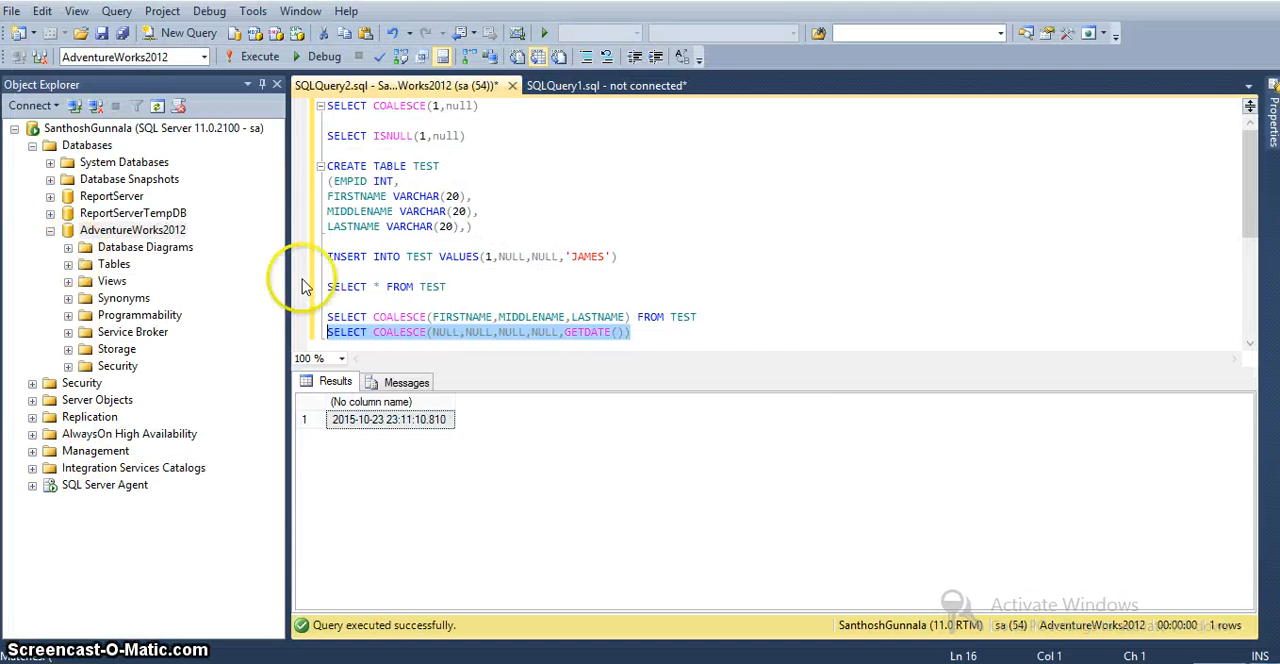 File Edit View Query Project Debug Tools Window Help
New Query
AdventureWorks2012 Execute Debug
Object Explorer
Connect
SanthoshGunnala (SQL Server 11.0.2100 - sa)
Databases
System Databases
Database Snapshots
ReportServer
ReportServerTempDB
AdventureWorks2012
Database Diagrams
Tables
Views
Synonyms
Programmability
Service Broker
Storage
Security
Security
Server Objects
Replication
AlwaysOn High Availability
Management
Integration Services Catalogs
SQL Server Agent
SQLQuery2.sql - Sa...Works2012 (sa (54))* SQLQuery1.sql - not connected*
SELECT COALESCE(1,null)
SELECT ISNULL(1,null)
CREATE TABLE TEST
(EMPID INT,
FIRSTNAME VARCHAR(20),
MIDDLENAME VARCHAR(20),
LASTNAME VARCHAR(20),)
INSERT INTO TEST VALUES(1,NULL,NULL,'JAMES')
SELECT * FROM TEST
SELECT COALESCE(FIRSTNAME,MIDDLENAME,LASTNAME) FROM TEST
SELECT COALESCE(NULL,NULL,NULL,NULL,GETDATE())
100 %
Results Messages
(No column name)
1 2015-10-23 23:11:10.810
Activate Windows
Query executed successfully. SanthoshGunnala (11.0 RTM) sa (54) AdventureWorks2012 00:00:00 1 rows
Screencast-O-Matic.com
Ln 16 Col 1 Ch 1 INS
Properties